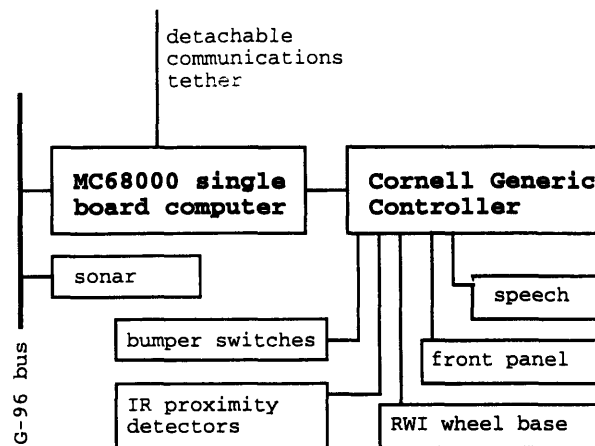 detachable
communications
tether
MC68000 single
board computer
Cornell Generic
Controller
sonar
speech
bumper switches
front panel
IR proximity
detectors
RWI wheel base
G-96 bus